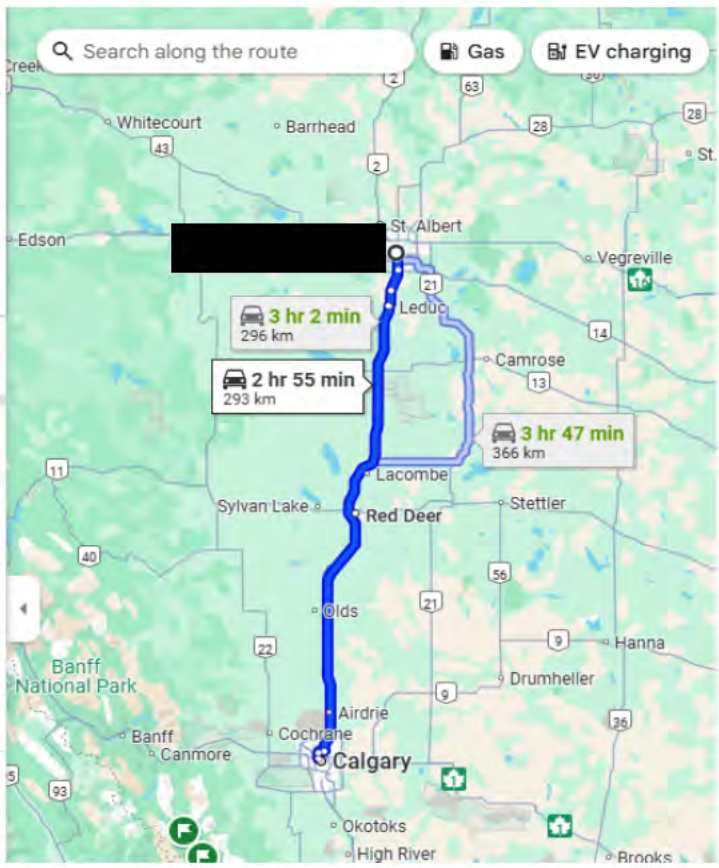 Search along the route
Gas
EV charging
Creek
2
63
30
28
28
Whitecourt
Barrhead
43
St.
2
St. Albert
Edson
Vegreville
21
Leduc
3 hr 2 min
296 km
14
Camrose
2 hr 55 min
293 km
13
3 hr 47 min
366 km
11
Lacombe
Sylvan Lake
Stettler
Red Deer
40
56
21
Olds
22
9
Hanna
Banff
National Park
Drumheller
9
Airdrie
36
Cochrane
Banff
Canmore
Calgary
1
93
Okotoks
High River
Brooks